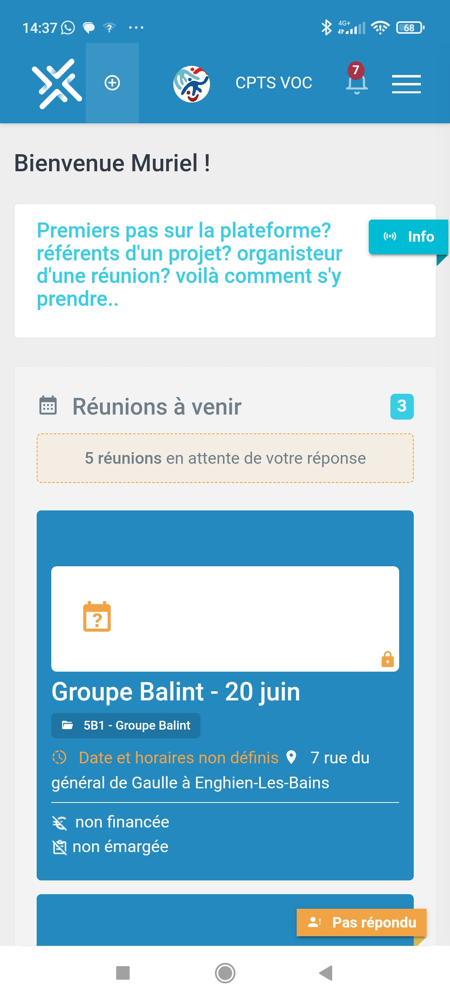 14:37
4G+
68
CPTS VOC
7
Bienvenue Muriel !
Premiers pas sur la plateforme?
référents d'un projet? organisteur
d'une réunion? voilà comment s'y
prendre..
Info
Réunions à venir
3
5 réunions en attente de votre réponse
Groupe Balint - 20 juin
5B1 - Groupe Balint
Date et horaires non définis 7 rue du
général de Gaulle à Enghien-Les-Bains
non financée
non émargée
Pas répondu